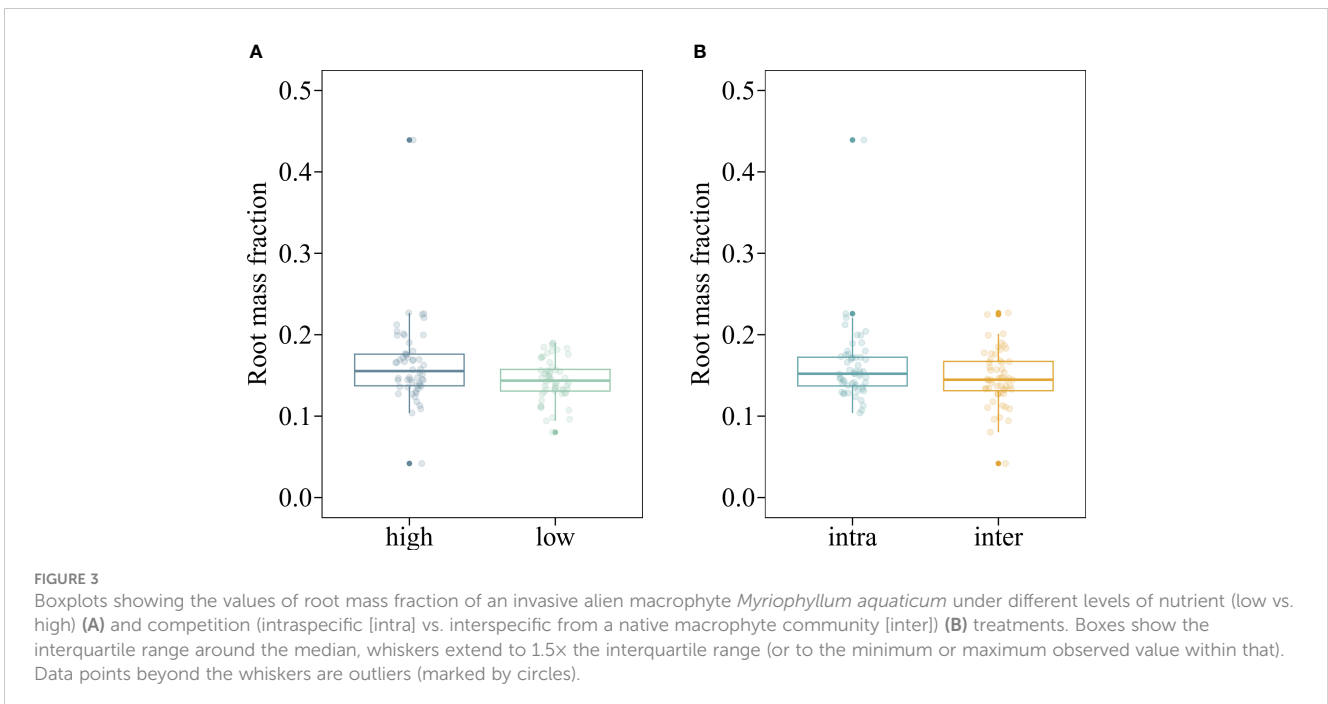 A
B
0.5
0.4
0.3
0.2
0.1
0.0
Root mass fraction
high low
0.5
0.4
0.3
0.2
0.1
0.0
Root mass fraction
intra inter
FIGURE 3
Boxplots showing the values of root mass fraction of an invasive alien macrophyte Myriophyllum aquaticum under different levels of nutrient (low vs.
high) (A) and competition (intraspecific [intra] vs. interspecific from a native macrophyte community [inter]) (B) treatments. Boxes show the
interquartile range around the median, whiskers extend to 1.5× the interquartile range (or to the minimum or maximum observed value within that).
Data points beyond the whiskers are outliers (marked by circles).